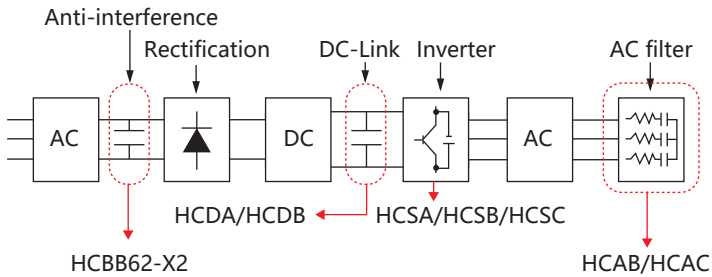 Anti-interference
Rectification
DC-Link
Inverter
AC filter
AC
DC
AC
HCDA/HCDB
HCSA/HCSB/HCSC
HCBB62-X2
HCAB/HCAC